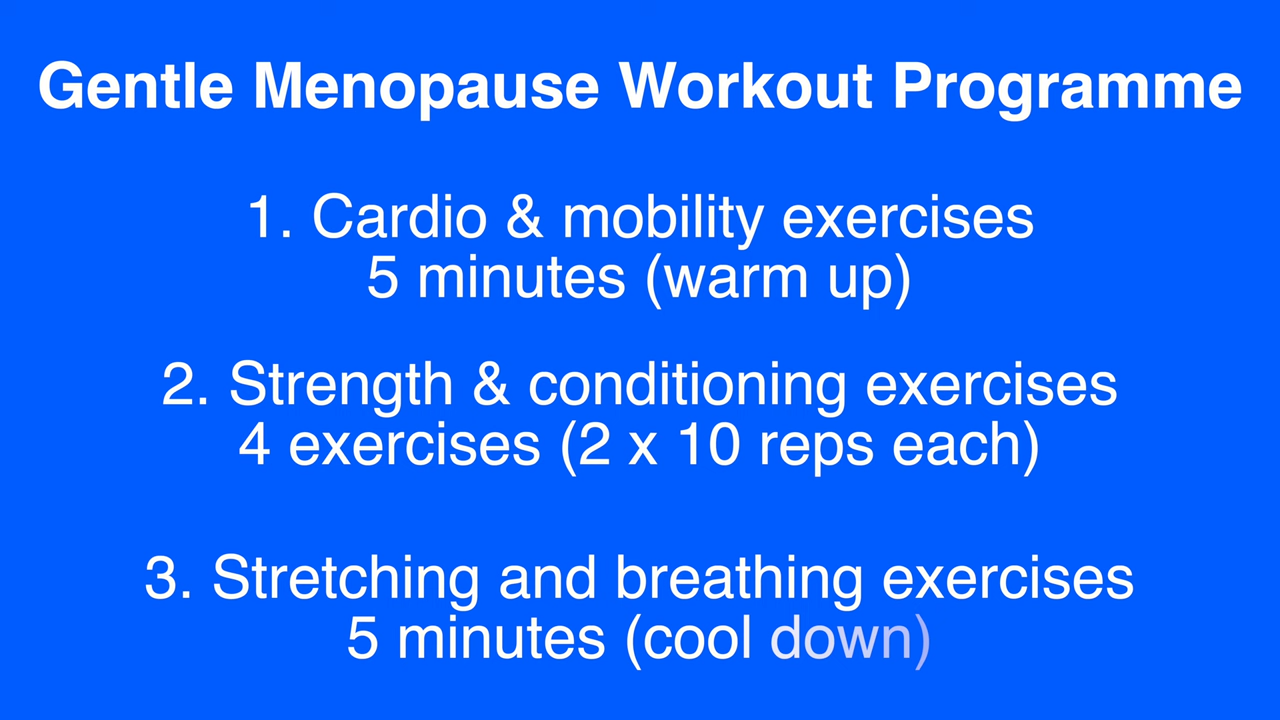 Gentle Menopause Workout Programme
1. Cardio & mobility exercises
5 minutes (warm up)
2. Strength & conditioning exercises
4 exercises (2 x 10 reps each)
3. Stretching and breathing exercises
5 minutes (cool down)